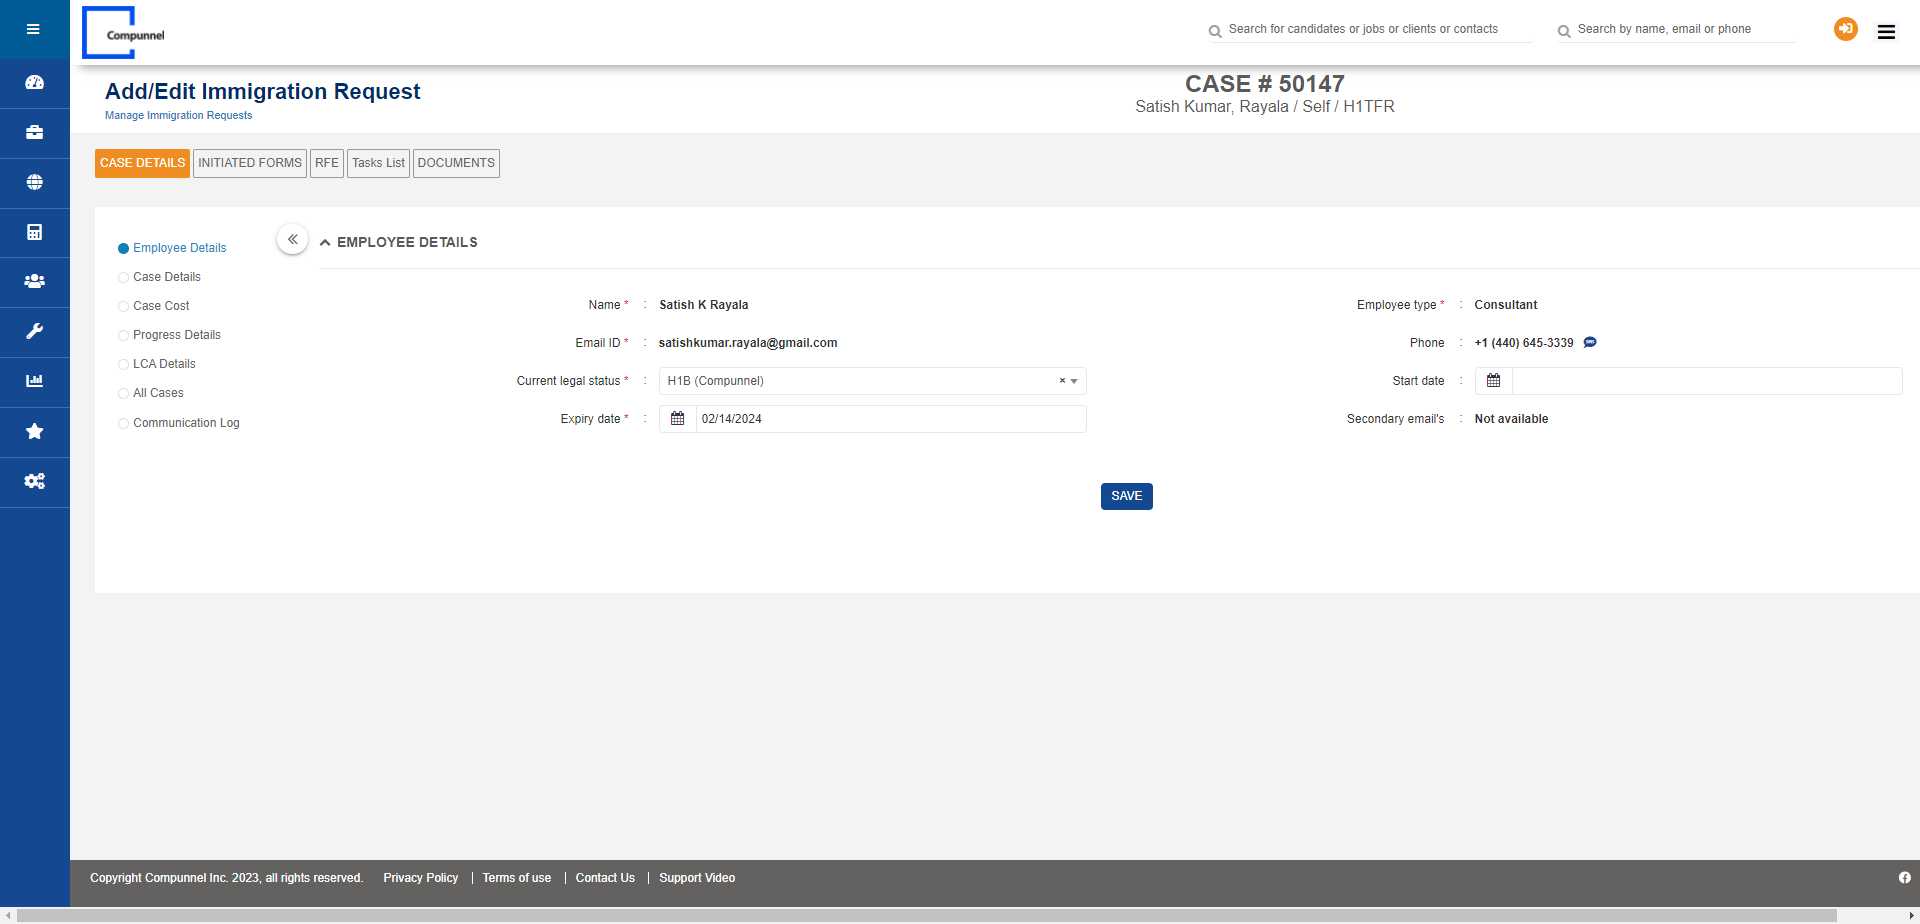 Compunnel
Search for candidates or jobs or clients or contacts
Search by name, email or phone
Add/Edit Immigration Request
Manage Immigration Requests
CASE # 50147
Satish Kumar, Rayala / Self / H1TFR
CASE DETAILS INITIATED FORMS RFE Tasks List DOCUMENTS
Employee Details
Case Details
Case Cost
Progress Details
LCA Details
All Cases
Communication Log
EMPLOYEE DETAILS
Name * : Satish K Rayala
Employee type * : Consultant
Email ID * : satishkumar.rayala@gmail.com
Phone : +1 (440) 645-3339
Current legal status * : H1B (Compunnel) ×
Start date :
Expiry date * : 02/14/2024
Secondary email's : Not available
SAVE
Copyright Compunnel Inc. 2023, all rights reserved. Privacy Policy | Terms of use | Contact Us | Support Video